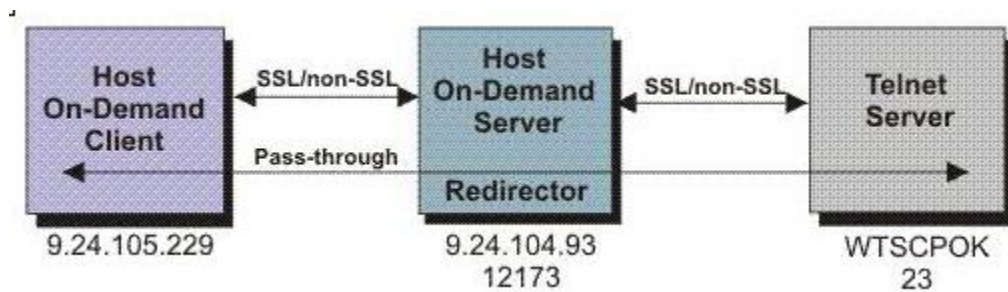 Host
On-Demand
Client
SSL/non-SSL
Host
On-Demand
Server
SSL/non-SSL
Telnet
Server
Pass-through
Redirector
9.24.105.229
9.24.104.93
12173
WTSCPOK
23